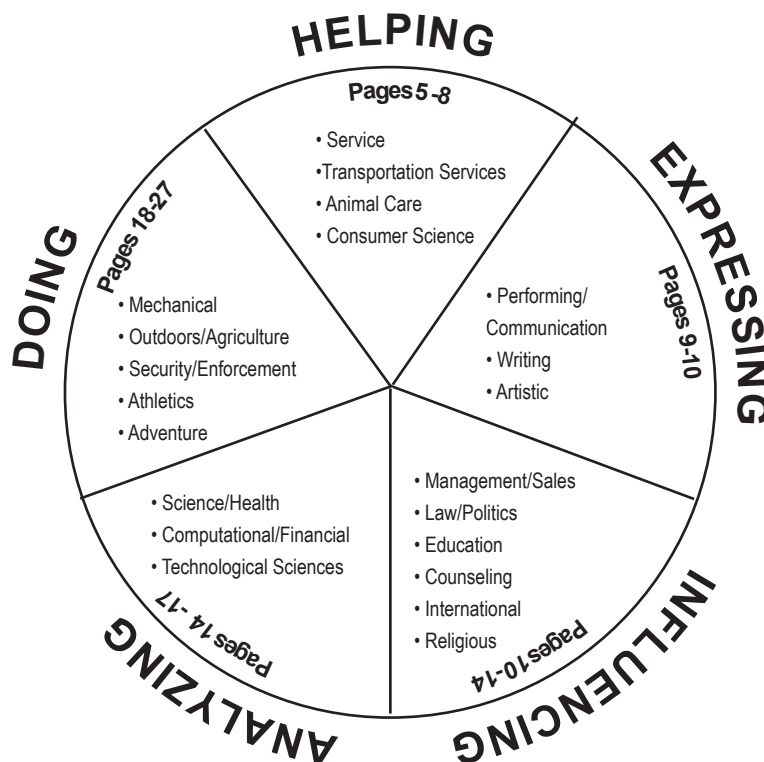 HELPING
Pages 5-8
• Service
•Transportation Services
• Animal Care
• Consumer Science
EXPRESSING
Pages 9-10
• Performing/
Communication
• Writing
• Artistic
INFLUENCING
Pages10-14
• Management/Sales
• Law/Politics
• Education
• Counseling
• International
• Religious
ANALYZING
Pages 14 -17
• Science/Health
• Computational/Financial
• Technological Sciences
DOING
Pages 18-27
• Mechanical
• Outdoors/Agriculture
• Security/Enforcement
• Athletics
• Adventure